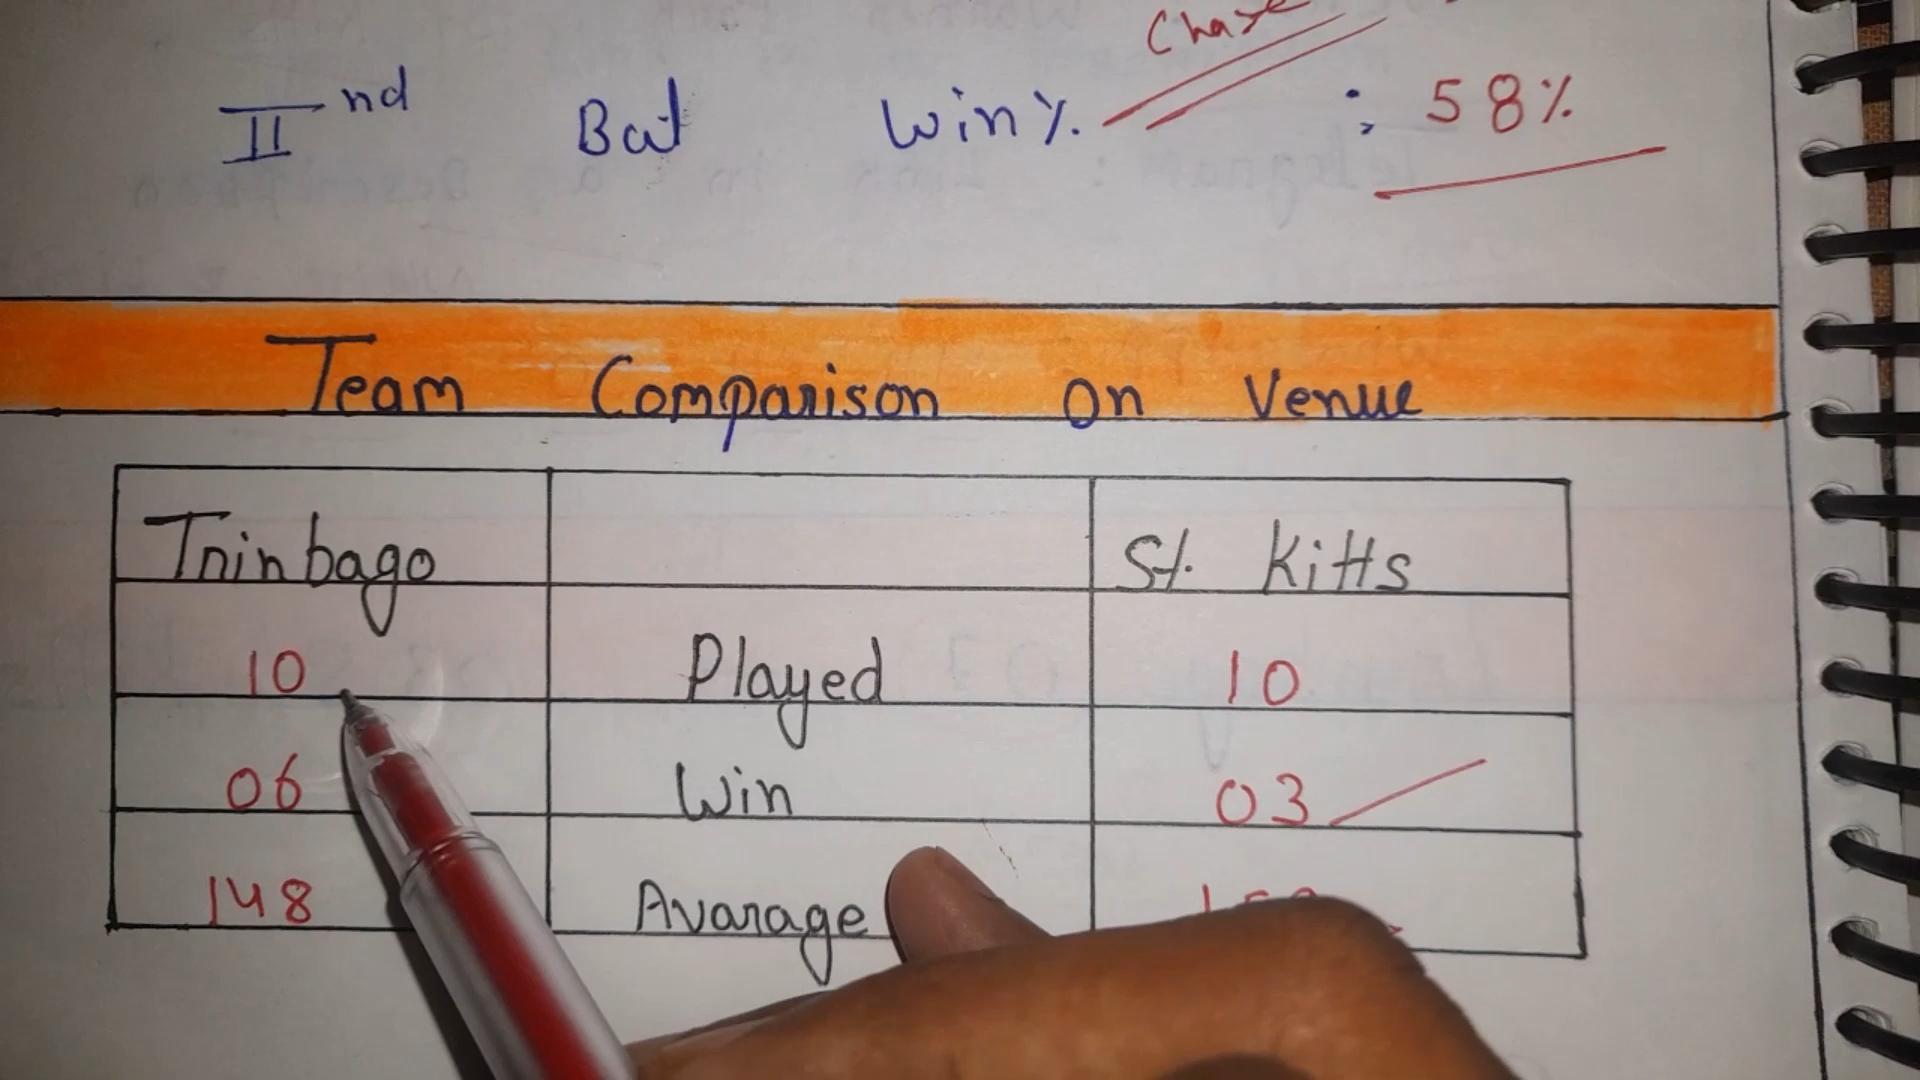 Chase
IInd Bat Win%. : 58%
Team Comparison on Venue
Trinbago St. Kitts
10 Played 10
06 Win 03
148 Avarage